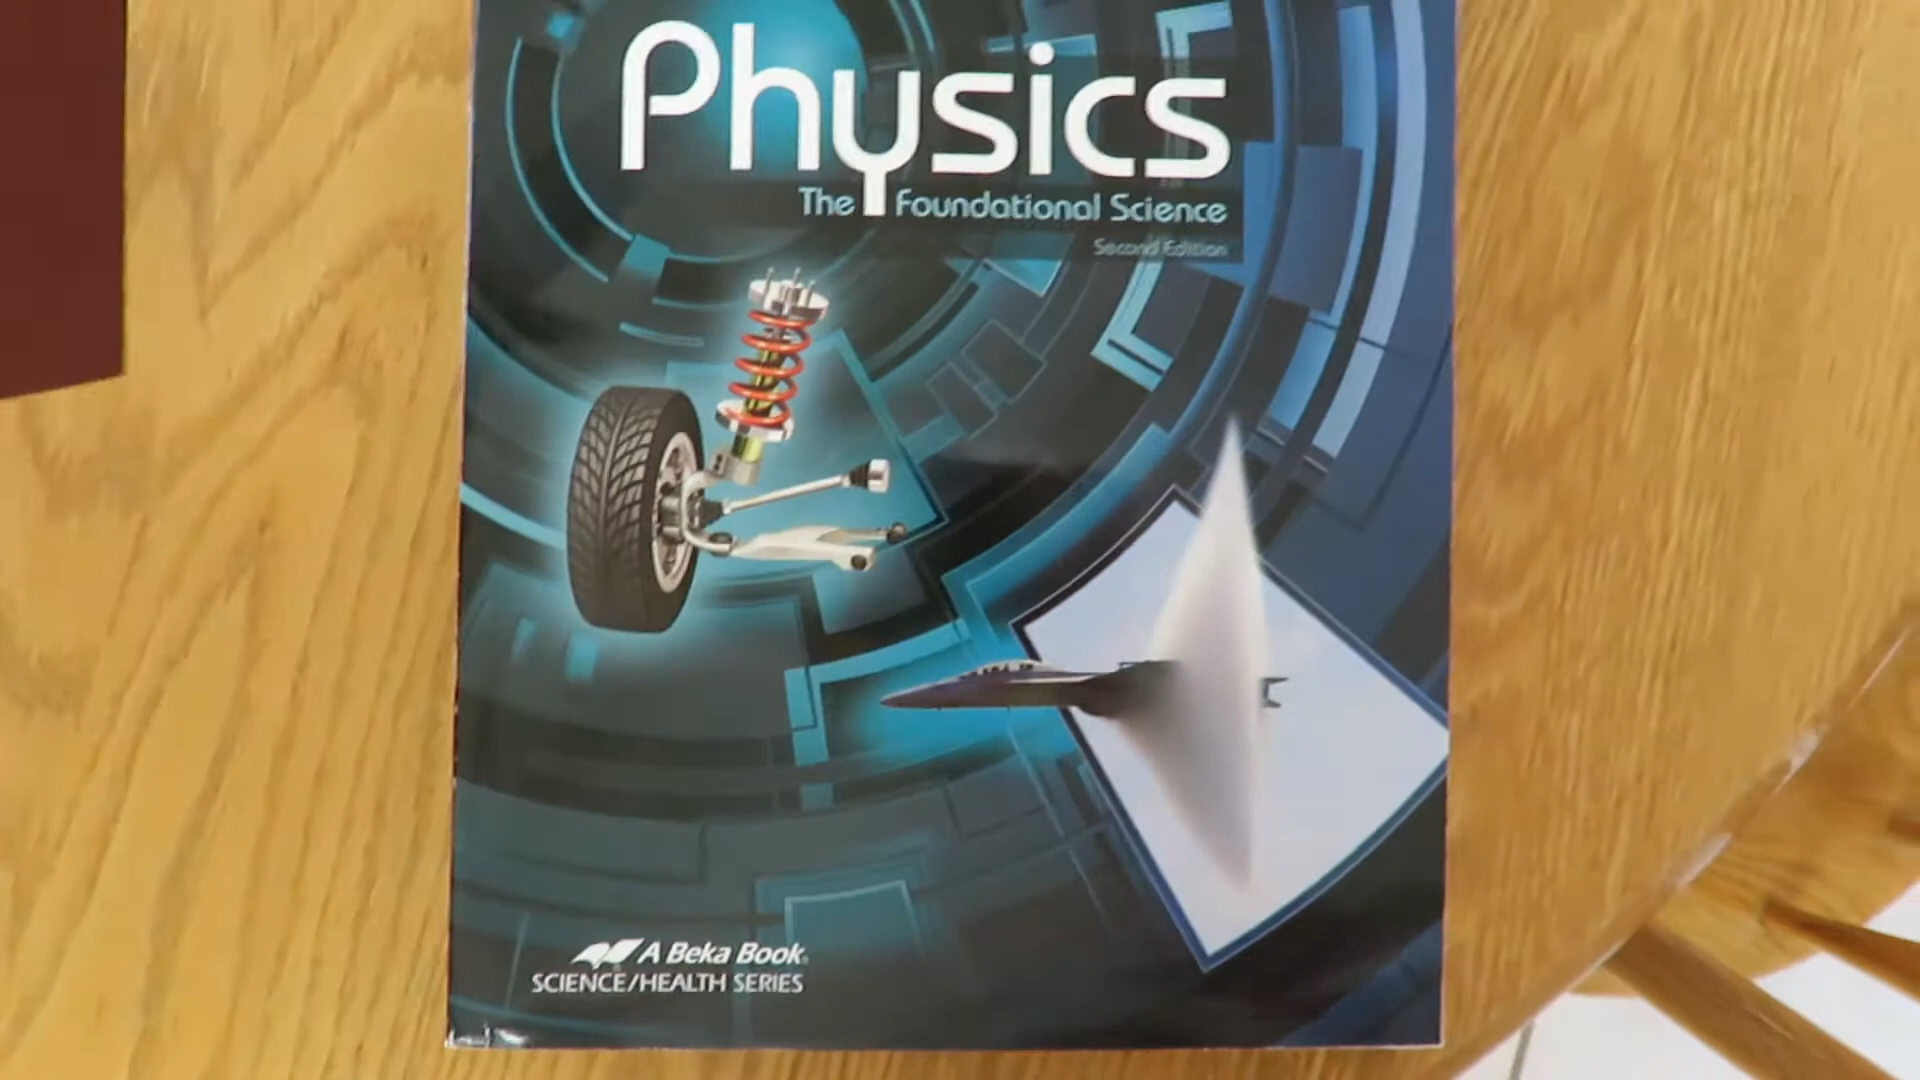 Physics
The Foundational Science
Second Edition
A Beka Book
SCIENCE/HEALTH SERIES